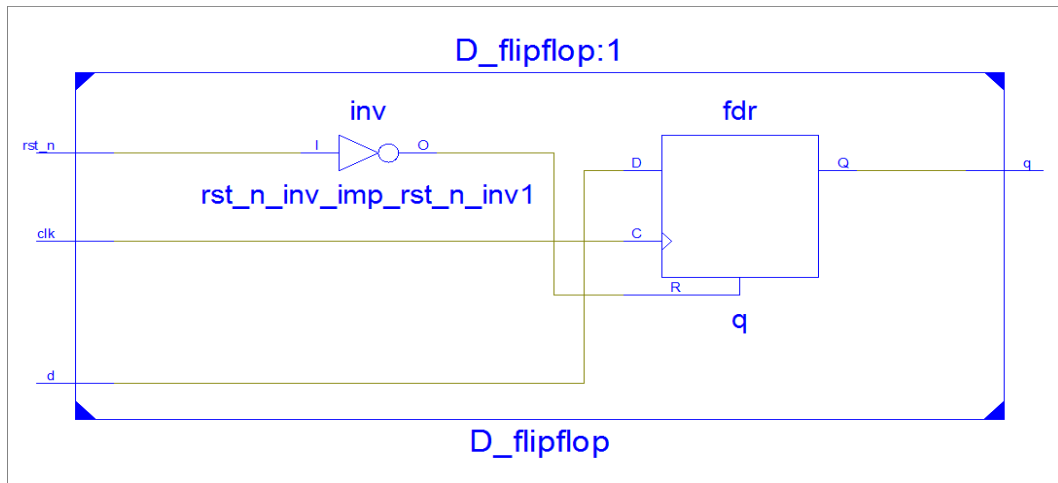 D_flipflop:1
inv
fdr
rst_n
I
O
D
Q
q
rst_n_inv_imp_rst_n_inv1
clk
C
R
q
d
D_flipflop